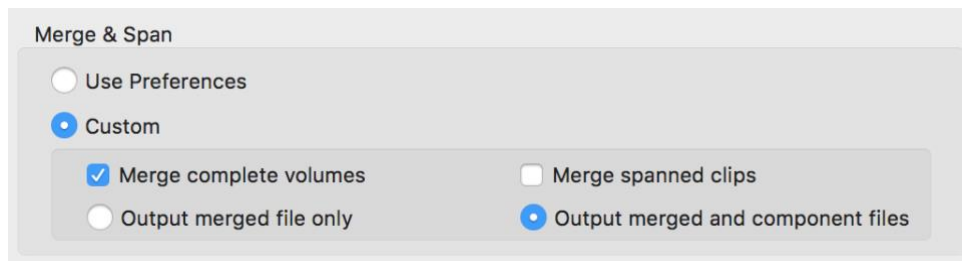 Merge & Span
Use Preferences
Custom
Merge complete volumes
Merge spanned clips
Output merged file only
Output merged and component files